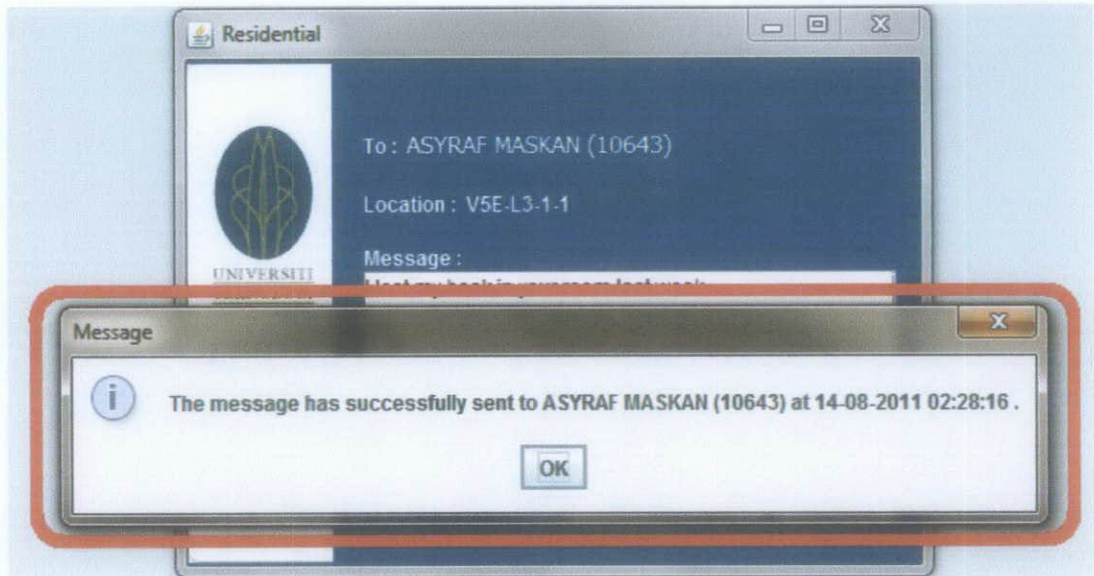 Residential
To : ASYRAF MASKAN (10643)
Location : V5E-L3-1-1
Message :
UNIVERSITI
Message
The message has successfully sent to ASYRAF MASKAN (10643) at 14-08-2011 02:28:16 .
OK